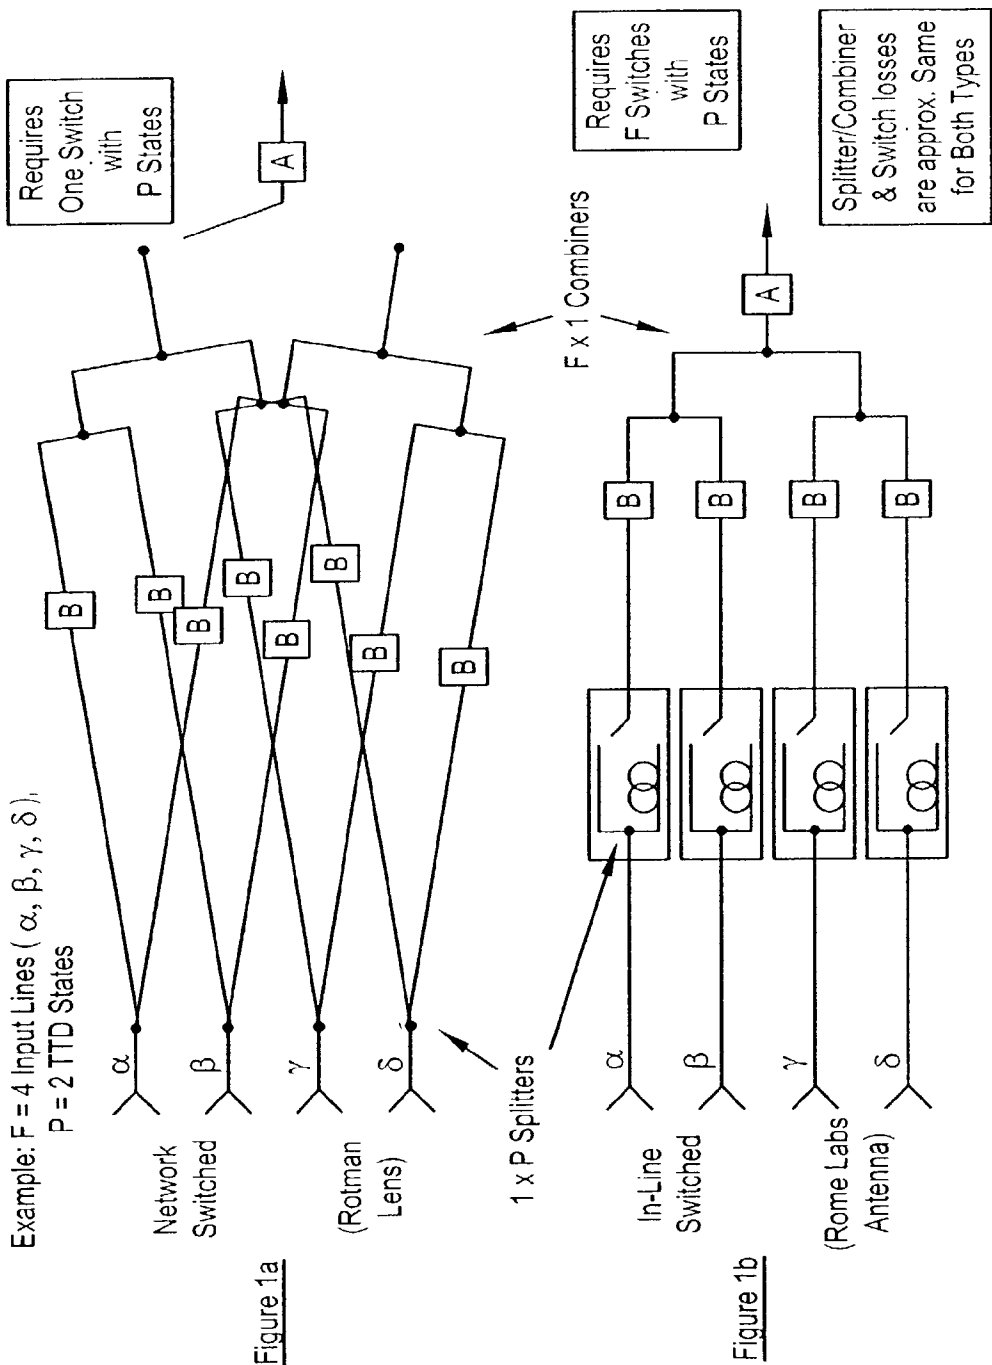 Example: F = 4 Input Lines ( α, β, γ, δ),
P = 2 TTD States
Requires
One Switch
with
P States
Network
Switched
(Rotman
Lens)
α
β
γ
δ
B
B
B
B
B
B
B
B
A
Figure 1a
1 x P Splitters
F x 1 Combiners
Requires
F Switches
with
P States
In-Line
Switched
(Rome Labs
Antenna)
α
β
γ
δ
B
B
B
B
A
Splitter/Combiner
& Switch losses
are approx. Same
for Both Types
Figure 1b